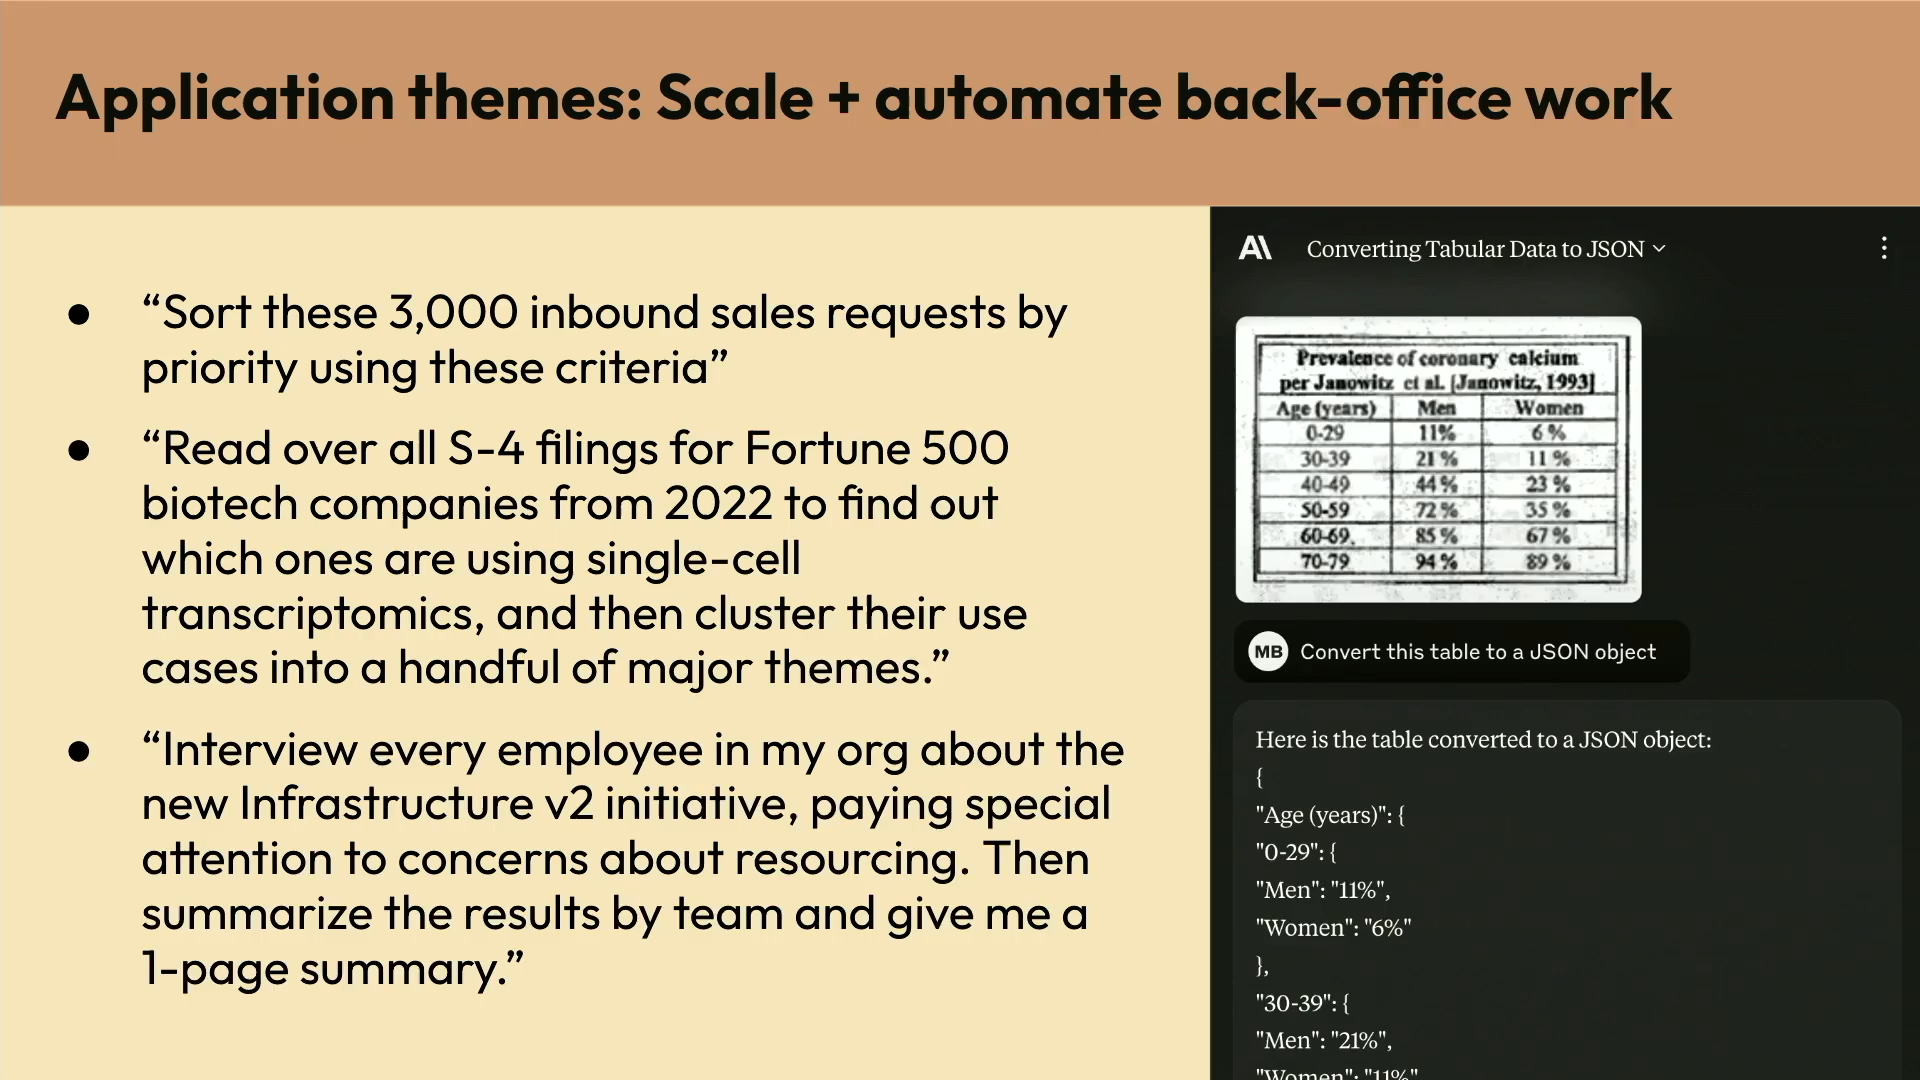 Application themes: Scale + automate back-office work
● “Sort these 3,000 inbound sales requests by
priority using these criteria”
● “Read over all S-4 filings for Fortune 500
biotech companies from 2022 to find out
which ones are using single-cell
transcriptomics, and then cluster their use
cases into a handful of major themes.”
● “Interview every employee in my org about the
new Infrastructure v2 initiative, paying special
attention to concerns about resourcing. Then
summarize the results by team and give me a
1-page summary.”
A\ Converting Tabular Data to JSON
Prevalence of coronary calcium
per Janowitz et al. [Janowitz, 1993]
Age (years) Men Women
0-29 11% 6 %
30-39 21 % 11 %
40-49 44 % 23 %
50-59 72 % 35 %
60-69. 85 % 67 %
70-79 94 % 89 %
MB Convert this table to a JSON object
Here is the table converted to a JSON object:
{
"Age (years)": {
"0-29": {
"Men": "11%",
"Women": "6%"
},
"30-39": {
"Men": "21%",
"Women": "11%"